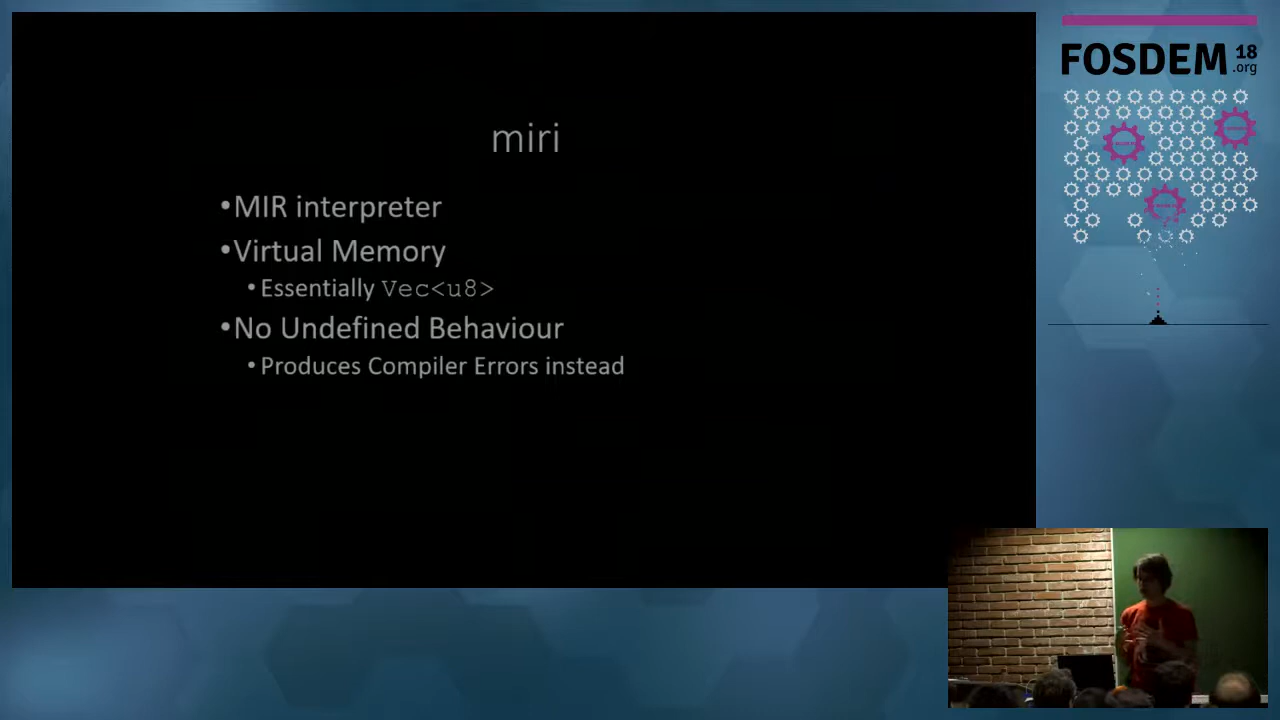 miri
•MIR interpreter
•Virtual Memory
•Essentially Vec<u8>
•No Undefined Behaviour
•Produces Compiler Errors instead
FOSDEM 18
.org